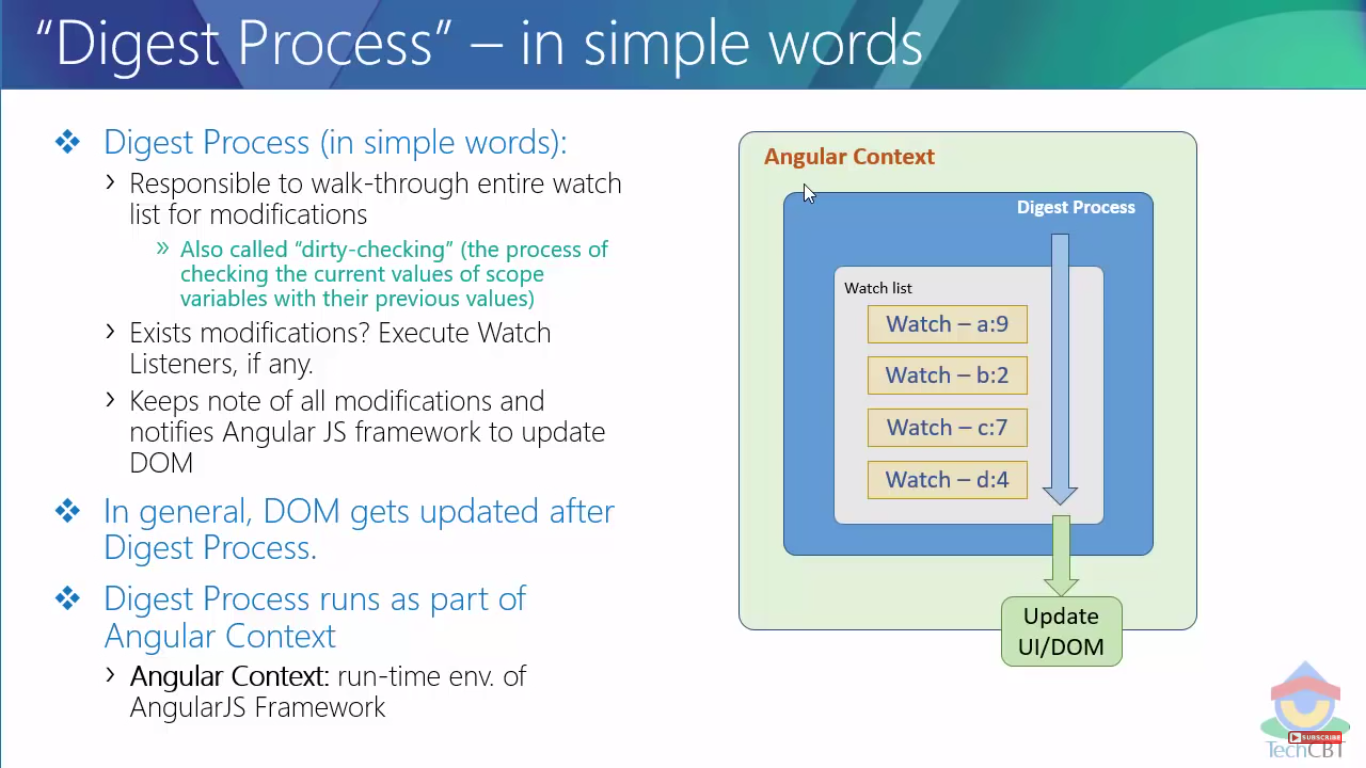 “Digest Process” – in simple words
Digest Process (in simple words):
Responsible to walk-through entire watch
list for modifications
Also called “dirty-checking” (the process of
checking the current values of scope
variables with their previous values)
Exists modifications? Execute Watch
Listeners, if any.
Keeps note of all modifications and
notifies Angular JS framework to update
DOM
In general, DOM gets updated after
Digest Process.
Digest Process runs as part of
Angular Context
Angular Context: run-time env. of
AngularJS Framework
Angular Context
Digest Process
Watch list
Watch – a:9
Watch – b:2
Watch – c:7
Watch – d:4
Update
UI/DOM
SUBSCRIBE
TechCBT